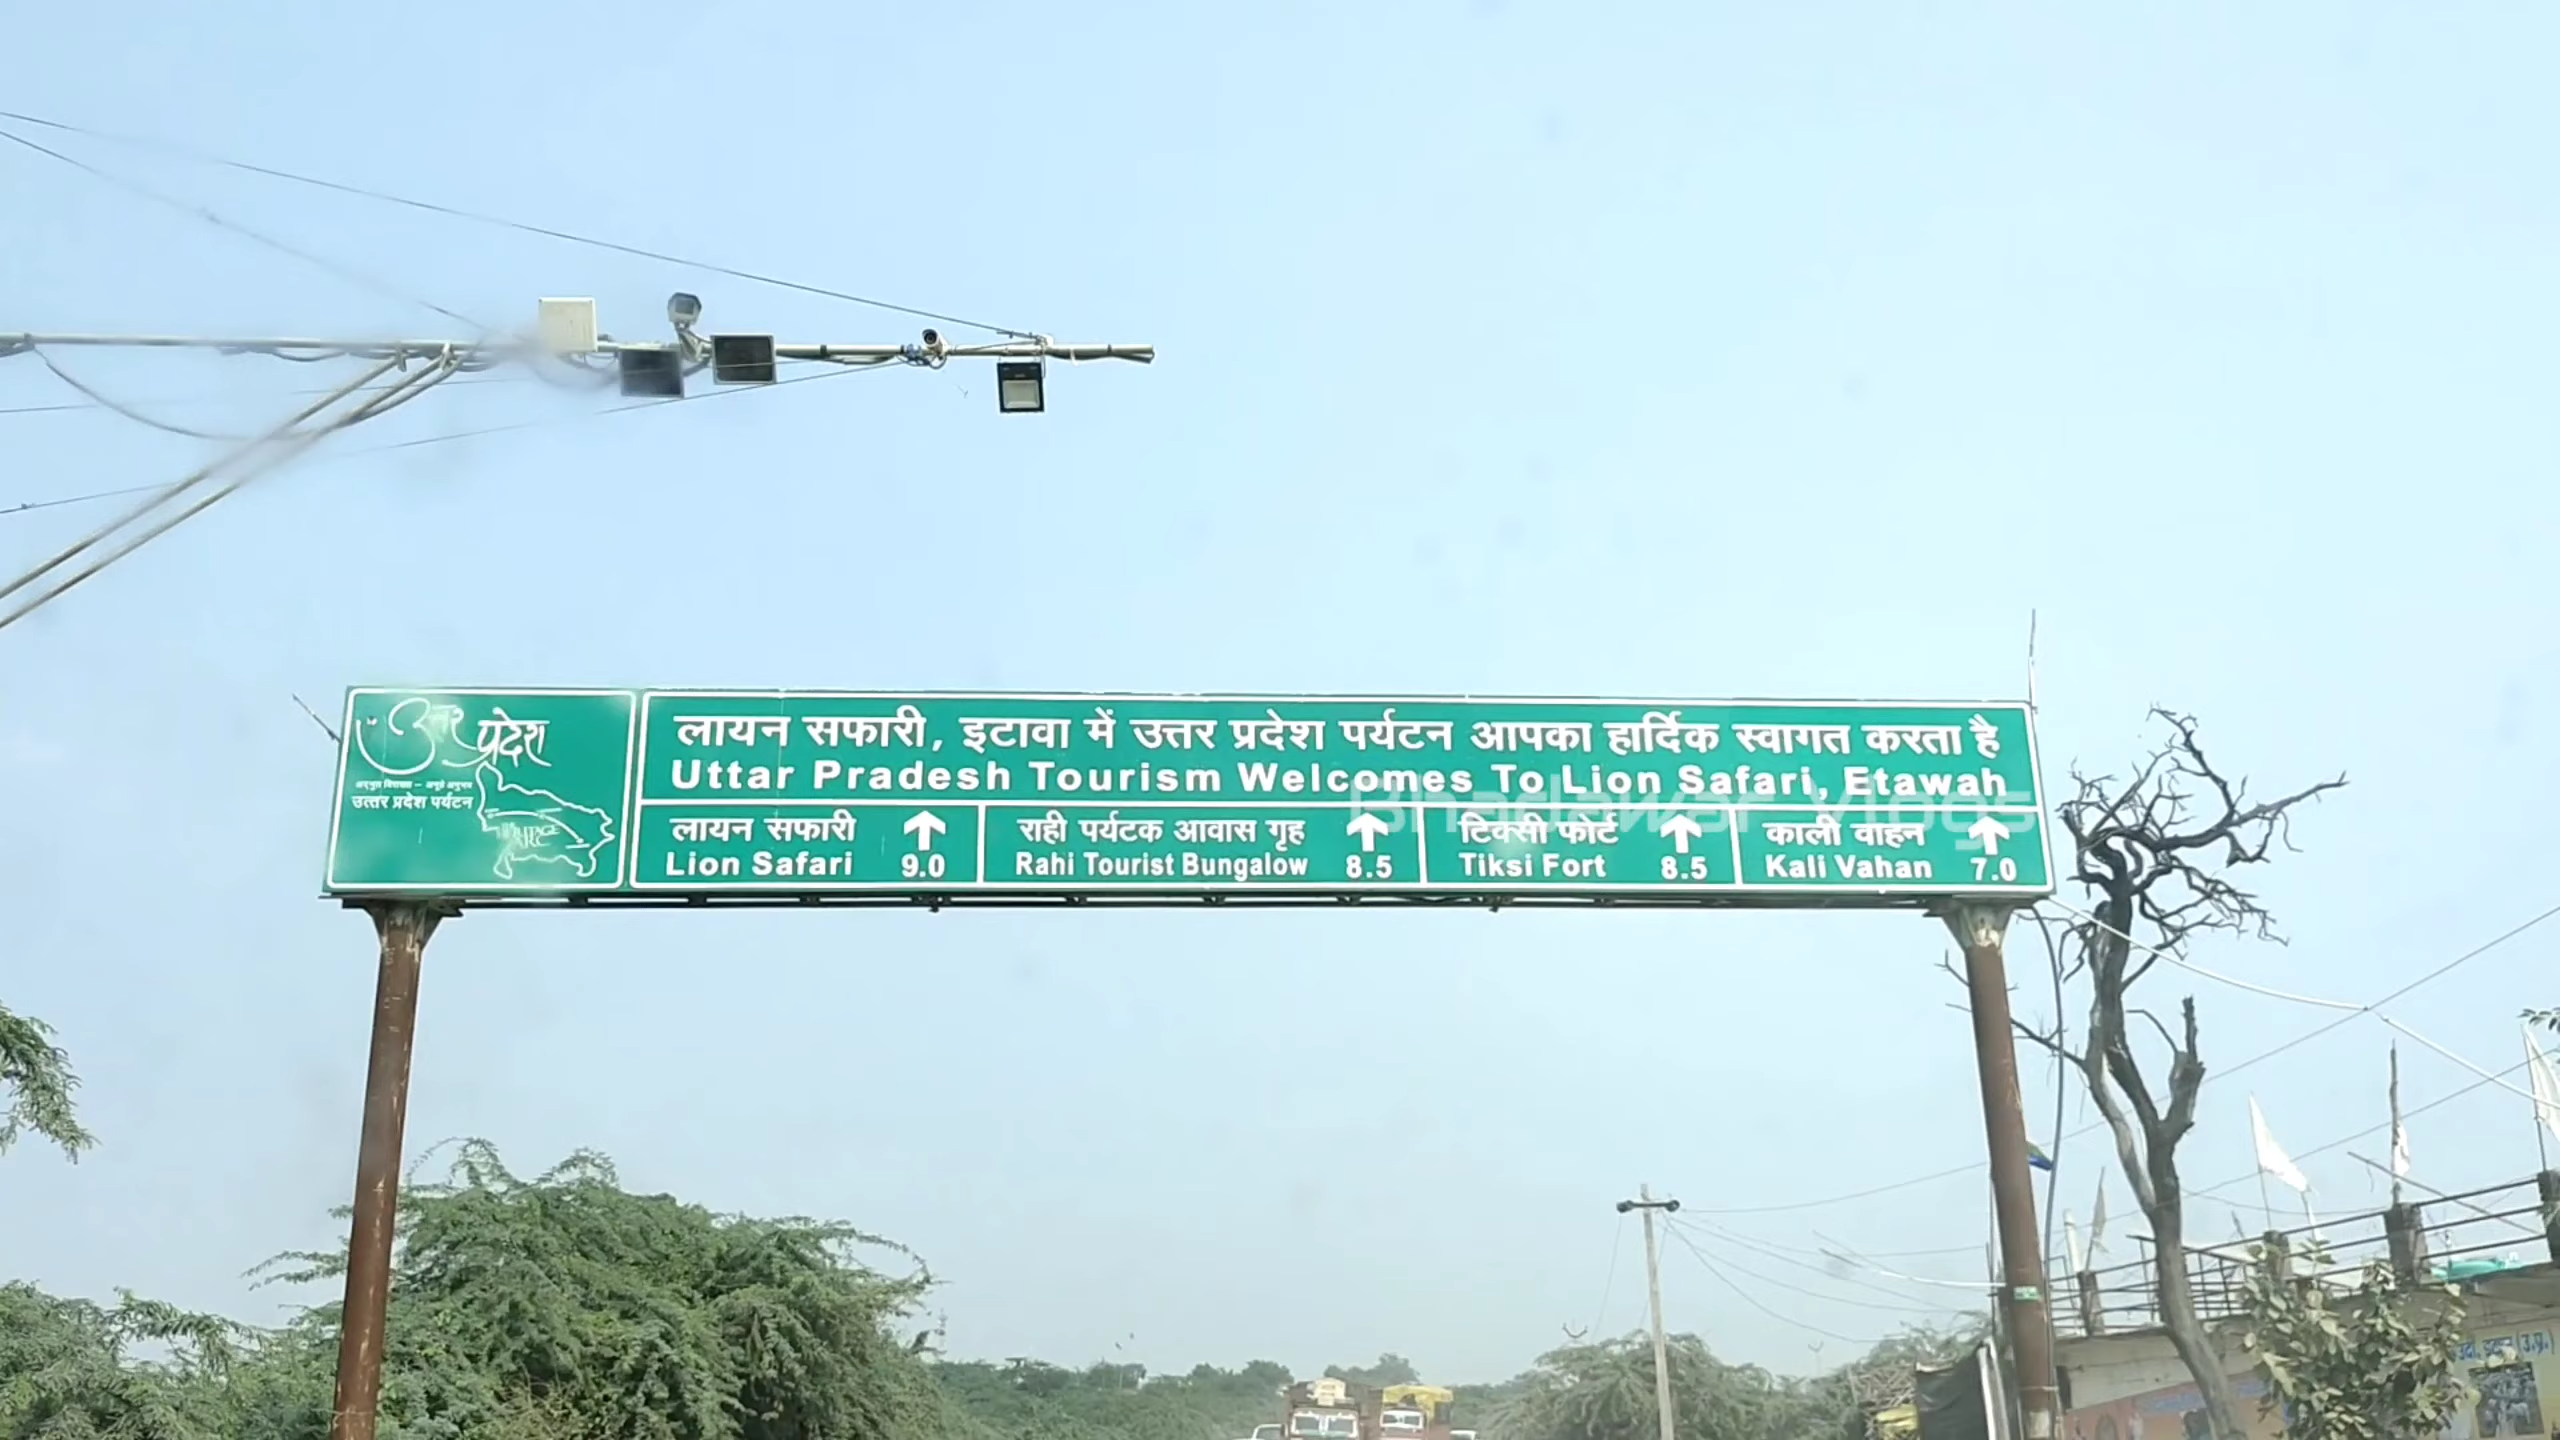 उत्तर प्रदेश
उत्तर प्रदेश पर्यटन
लायन सफारी, इटावा में उत्तर प्रदेश पर्यटन आपका हार्दिक स्वागत करता है
Uttar Pradesh Tourism Welcomes To Lion Safari, Etawah
लायन सफारी
Lion Safari 9.0
राही पर्यटक आवास गृह
Rahi Tourist Bungalow 8.5
टिक्सी फोर्ट
Tiksi Fort 8.5
काली वाहन
Kali Vahan 7.0
Bhadawar Vlogs
(उ.प्र.)